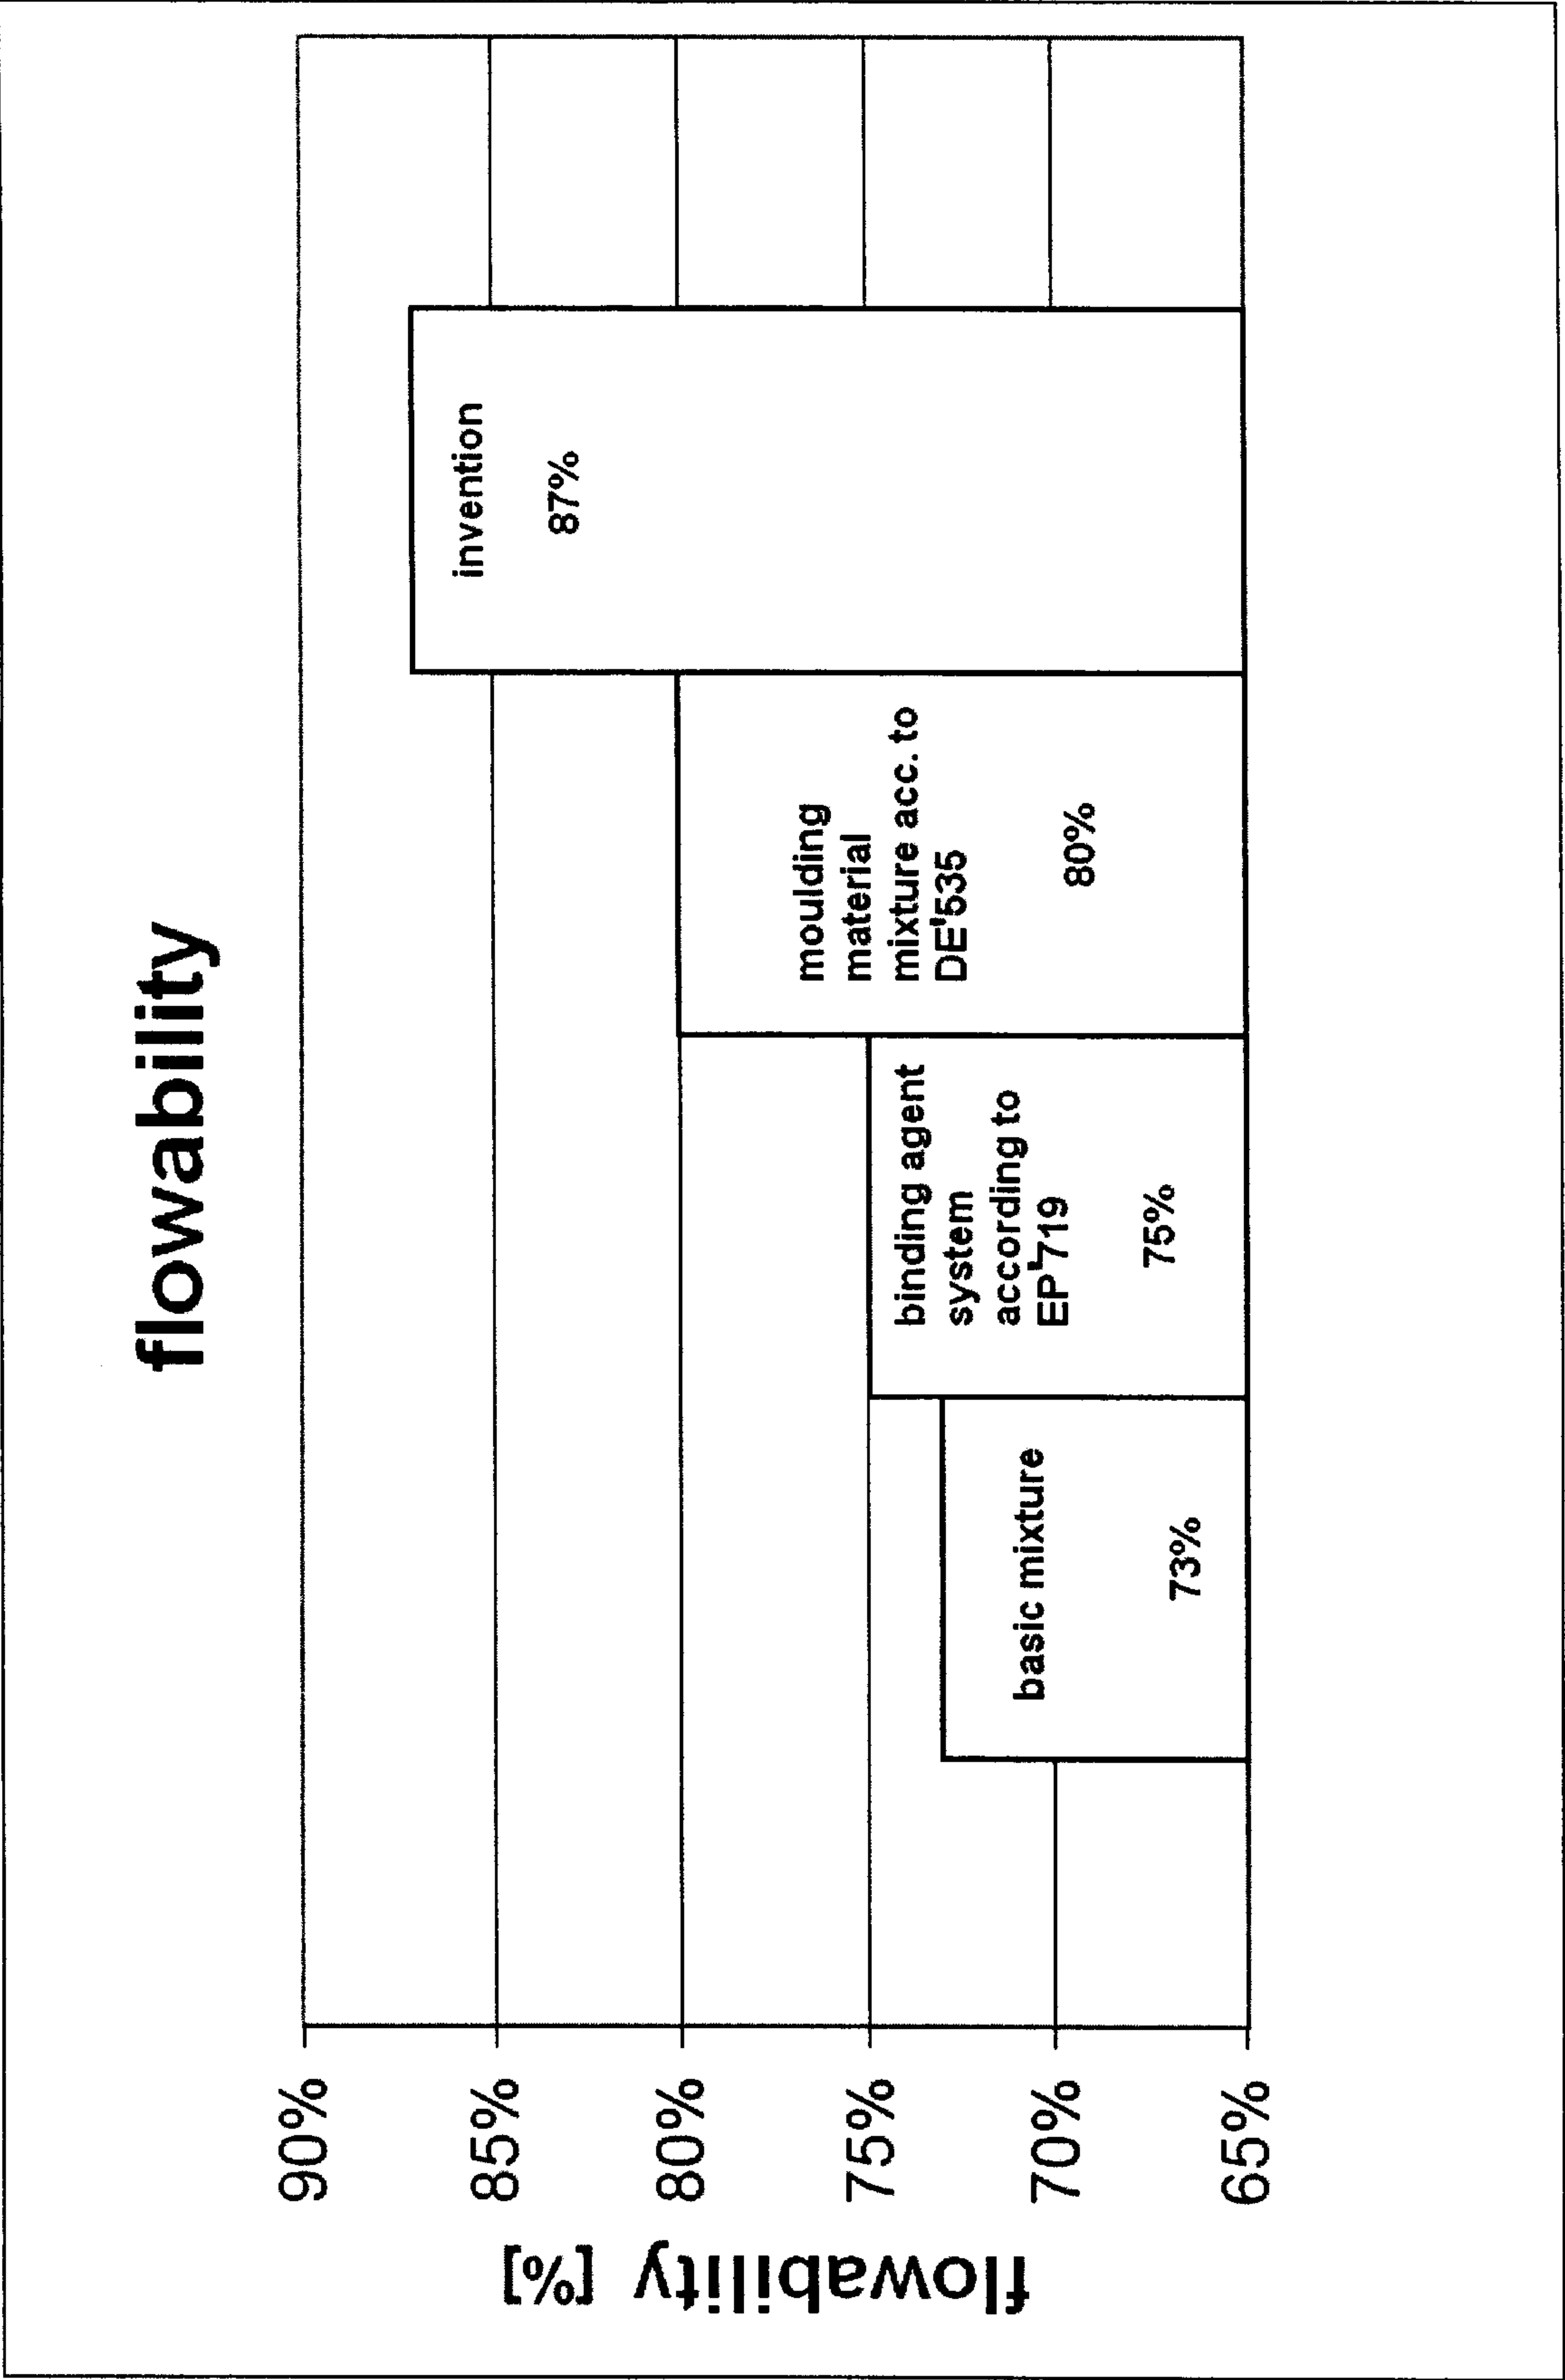 flowability
flowability [%]
90%
85%
80%
75%
70%
65%
basic mixture
73%
binding agent
system
according to
EP'719
75%
moulding
material
mixture acc. to
DE'535
80%
invention
87%